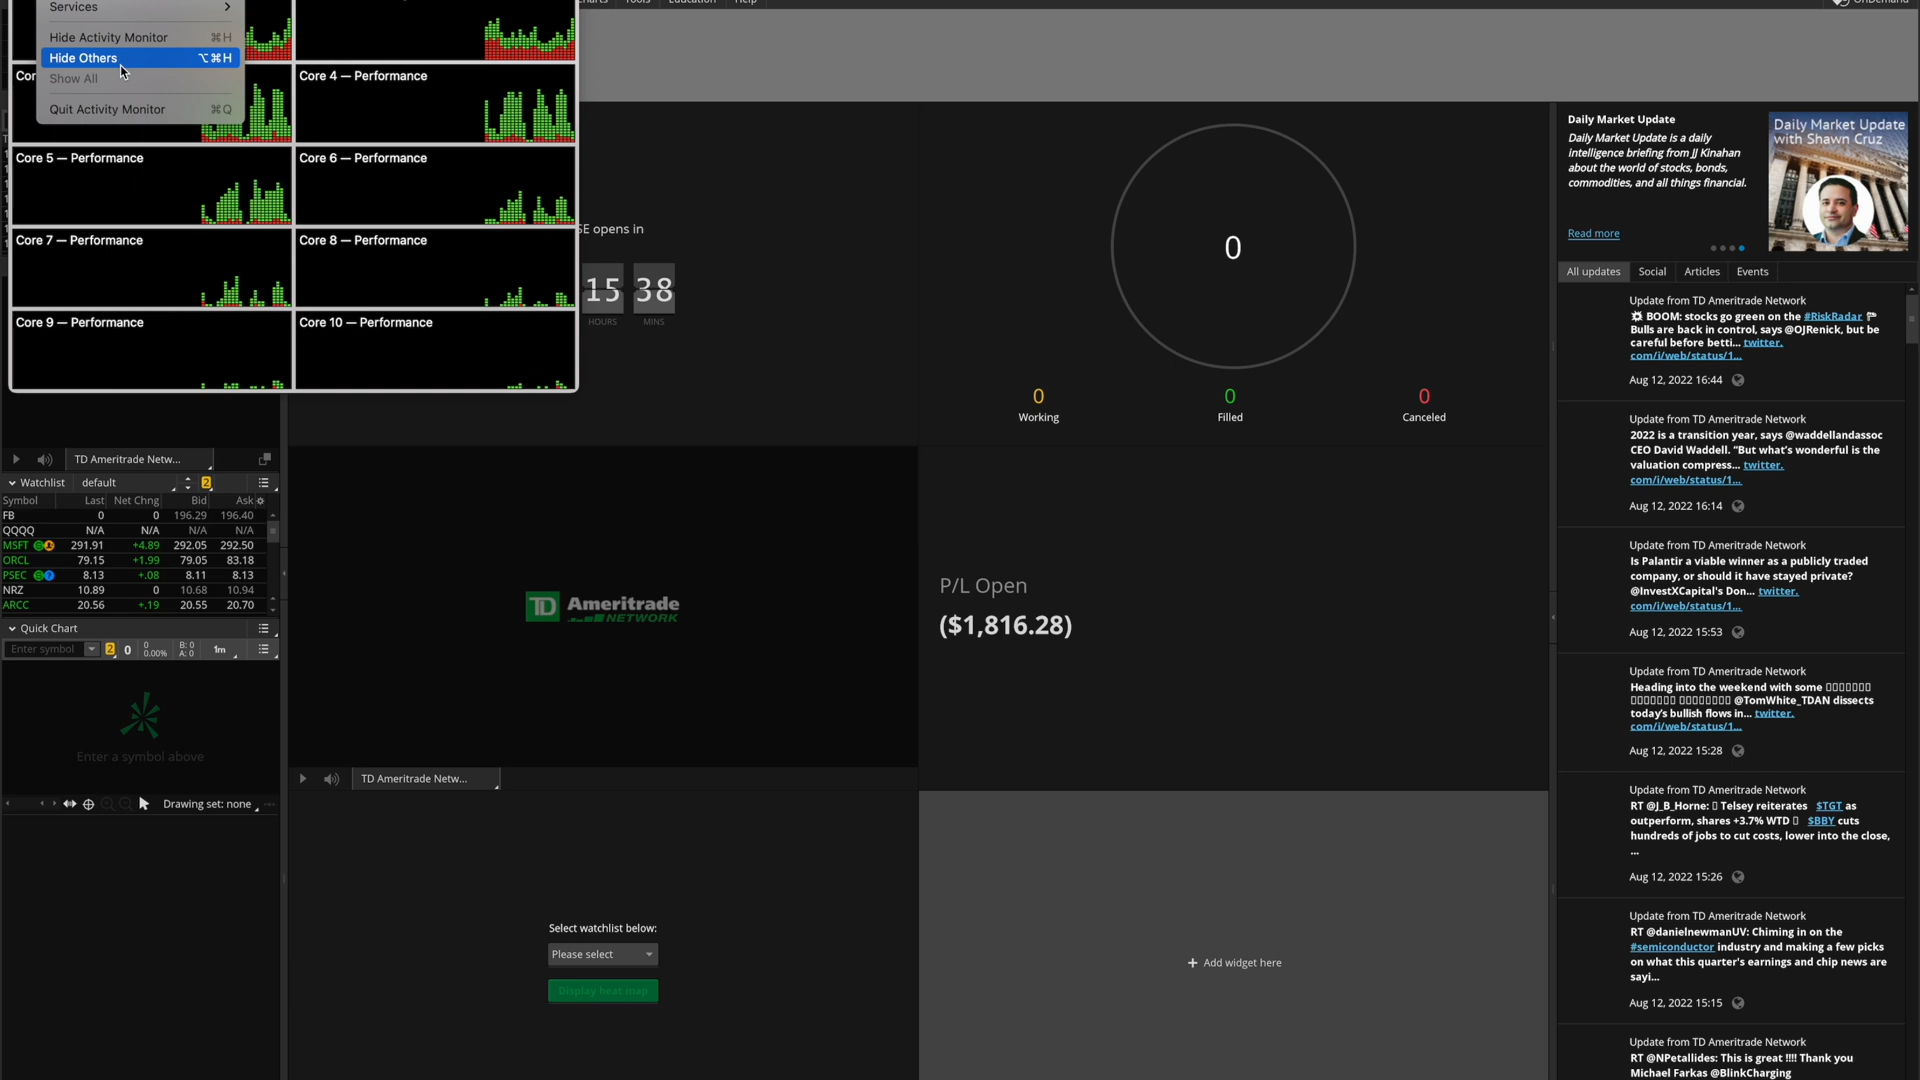 Services
Hide Activity Monitor ⌘H
Hide Others ⌥⌘H
Show All
Quit Activity Monitor ⌘Q
Core 4 — Performance
Core 5 — Performance
Core 6 — Performance
Core 7 — Performance
Core 8 — Performance
Core 9 — Performance
Core 10 — Performance
Tools Education Help
OnDemand
SE opens in
15 38
HOURS MINS
0
0 0 0
Working Filled Canceled
TD Ameritrade Netw...
Watchlist default 2
Symbol Last Net Chng Bid Ask
FB 0 0 196.29 196.40
QQQQ N/A N/A N/A N/A
MSFT 291.91 +4.89 292.05 292.50
ORCL 79.15 +1.99 79.05 83.18
PSEC 8.13 +.08 8.11 8.13
NRZ 10.89 0 10.68 10.94
ARCC 20.56 +.19 20.55 20.70
Quick Chart
Enter symbol 2 0 0 0.00% B: 0 A: 0 1m
Enter a symbol above
Drawing set: none
TD Ameritrade
NETWORK
TD Ameritrade Netw...
P/L Open
($1,816.28)
Select watchlist below:
Please select
Display heat map
+ Add widget here
Daily Market Update
Daily Market Update is a daily
intelligence briefing from JJ Kinahan
about the world of stocks, bonds,
commodities, and all things financial.
Read more
Daily Market Update
with Shawn Cruz
All updates Social Articles Events
Update from TD Ameritrade Network
💥 BOOM: stocks go green on the #RiskRadar
Bulls are back in control, says @OJRenick, but be
careful before betti... twitter.
com/i/web/status/1...
Aug 12, 2022 16:44
Update from TD Ameritrade Network
2022 is a transition year, says @waddellandassoc
CEO David Waddell. "But what's wonderful is the
valuation compress... twitter.
com/i/web/status/1...
Aug 12, 2022 16:14
Update from TD Ameritrade Network
Is Palantir a viable winner as a publicly traded
company, or should it have stayed private?
@InvestXCapital's Don... twitter.
com/i/web/status/1...
Aug 12, 2022 15:53
Update from TD Ameritrade Network
Heading into the weekend with some
@TomWhite_TDAN dissects
today's bullish flows in... twitter.
com/i/web/status/1...
Aug 12, 2022 15:28
Update from TD Ameritrade Network
RT @J_B_Horne: Telsey reiterates $TGT as
outperform, shares +3.7% WTD $BBY cuts
hundreds of jobs to cut costs, lower into the close,
...
Aug 12, 2022 15:26
Update from TD Ameritrade Network
RT @danielnewmanUV: Chiming in on the
#semiconductor industry and making a few picks
on what this quarter's earnings and chip news are
sayi...
Aug 12, 2022 15:15
Update from TD Ameritrade Network
RT @NPetallides: This is great !!!! Thank you
Michael Farkas @BlinkCharging